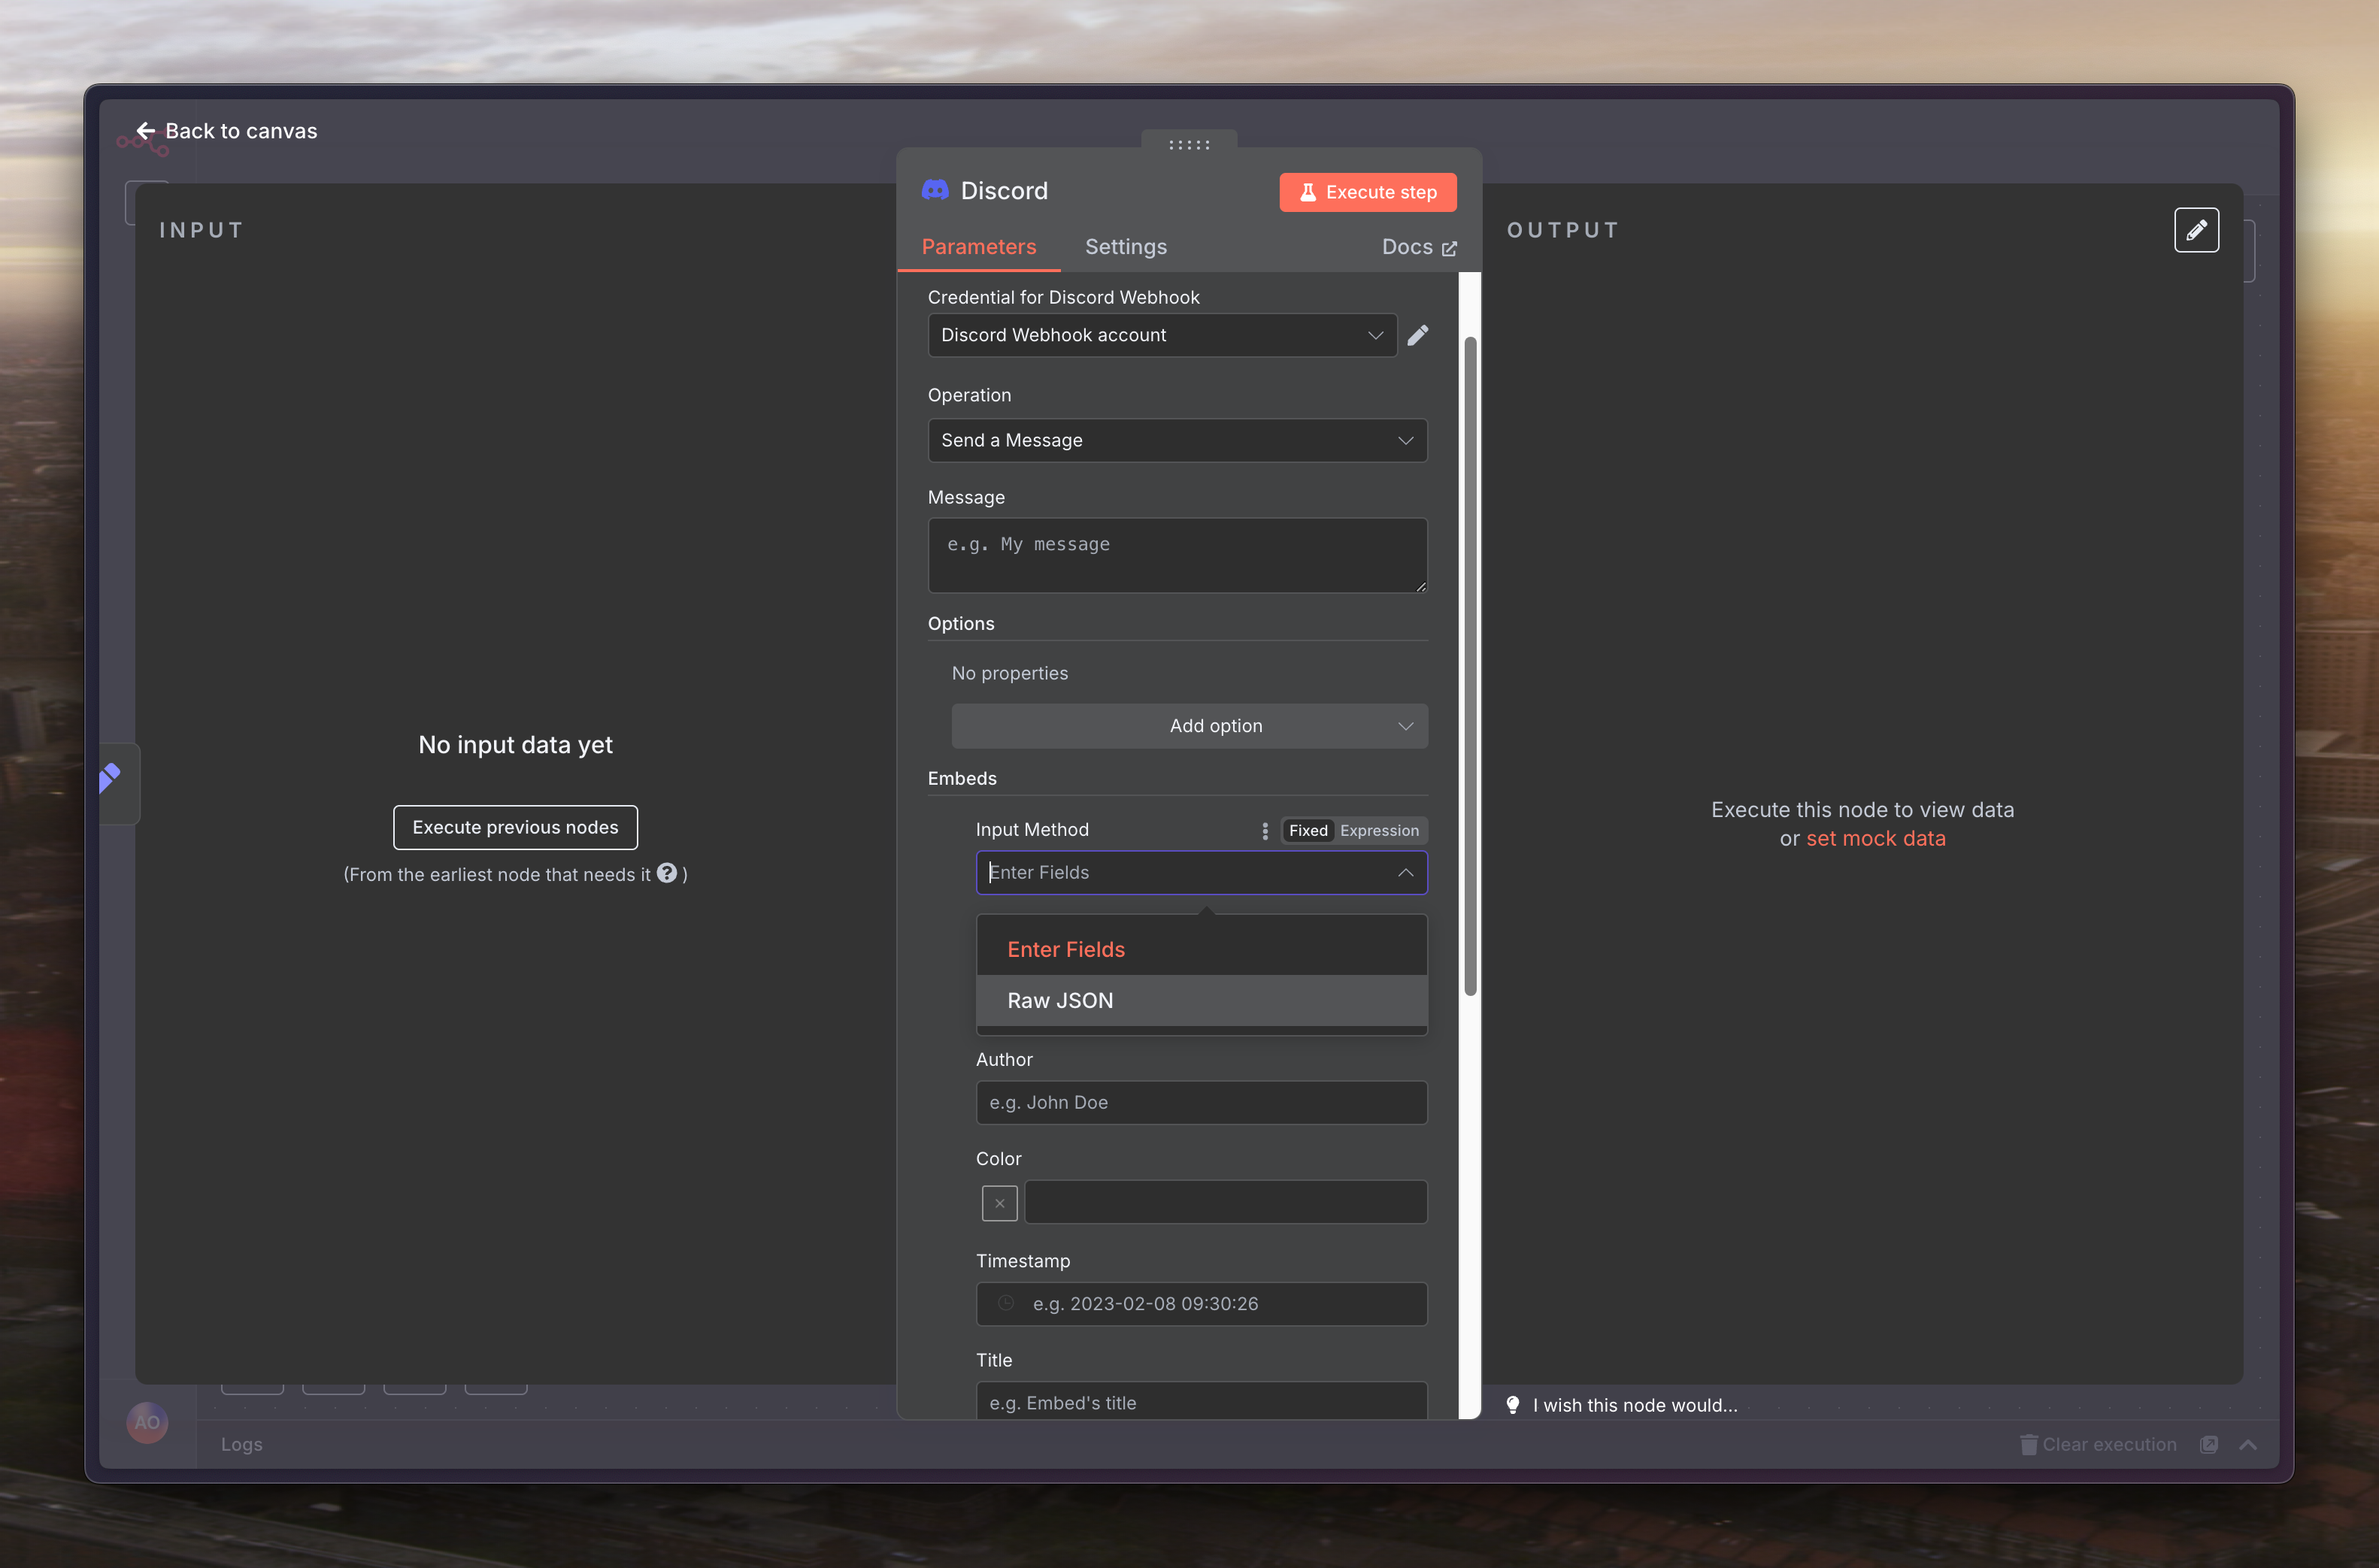 Back to canvas
INPUT
No input data yet
Execute previous nodes
(From the earliest node that needs it ? )
Discord
Execute step
Parameters
Settings
Docs
Credential for Discord Webhook
Discord Webhook account
Operation
Send a Message
Message
e.g. My message
Options
No properties
Add option
Embeds
Input Method
Fixed
Expression
Enter Fields
Enter Fields
Raw JSON
Author
e.g. John Doe
Color
Timestamp
e.g. 2023-02-08 09:30:26
Title
e.g. Embed's title
OUTPUT
Execute this node to view data
or set mock data
I wish this node would...
AO
Logs
Clear execution